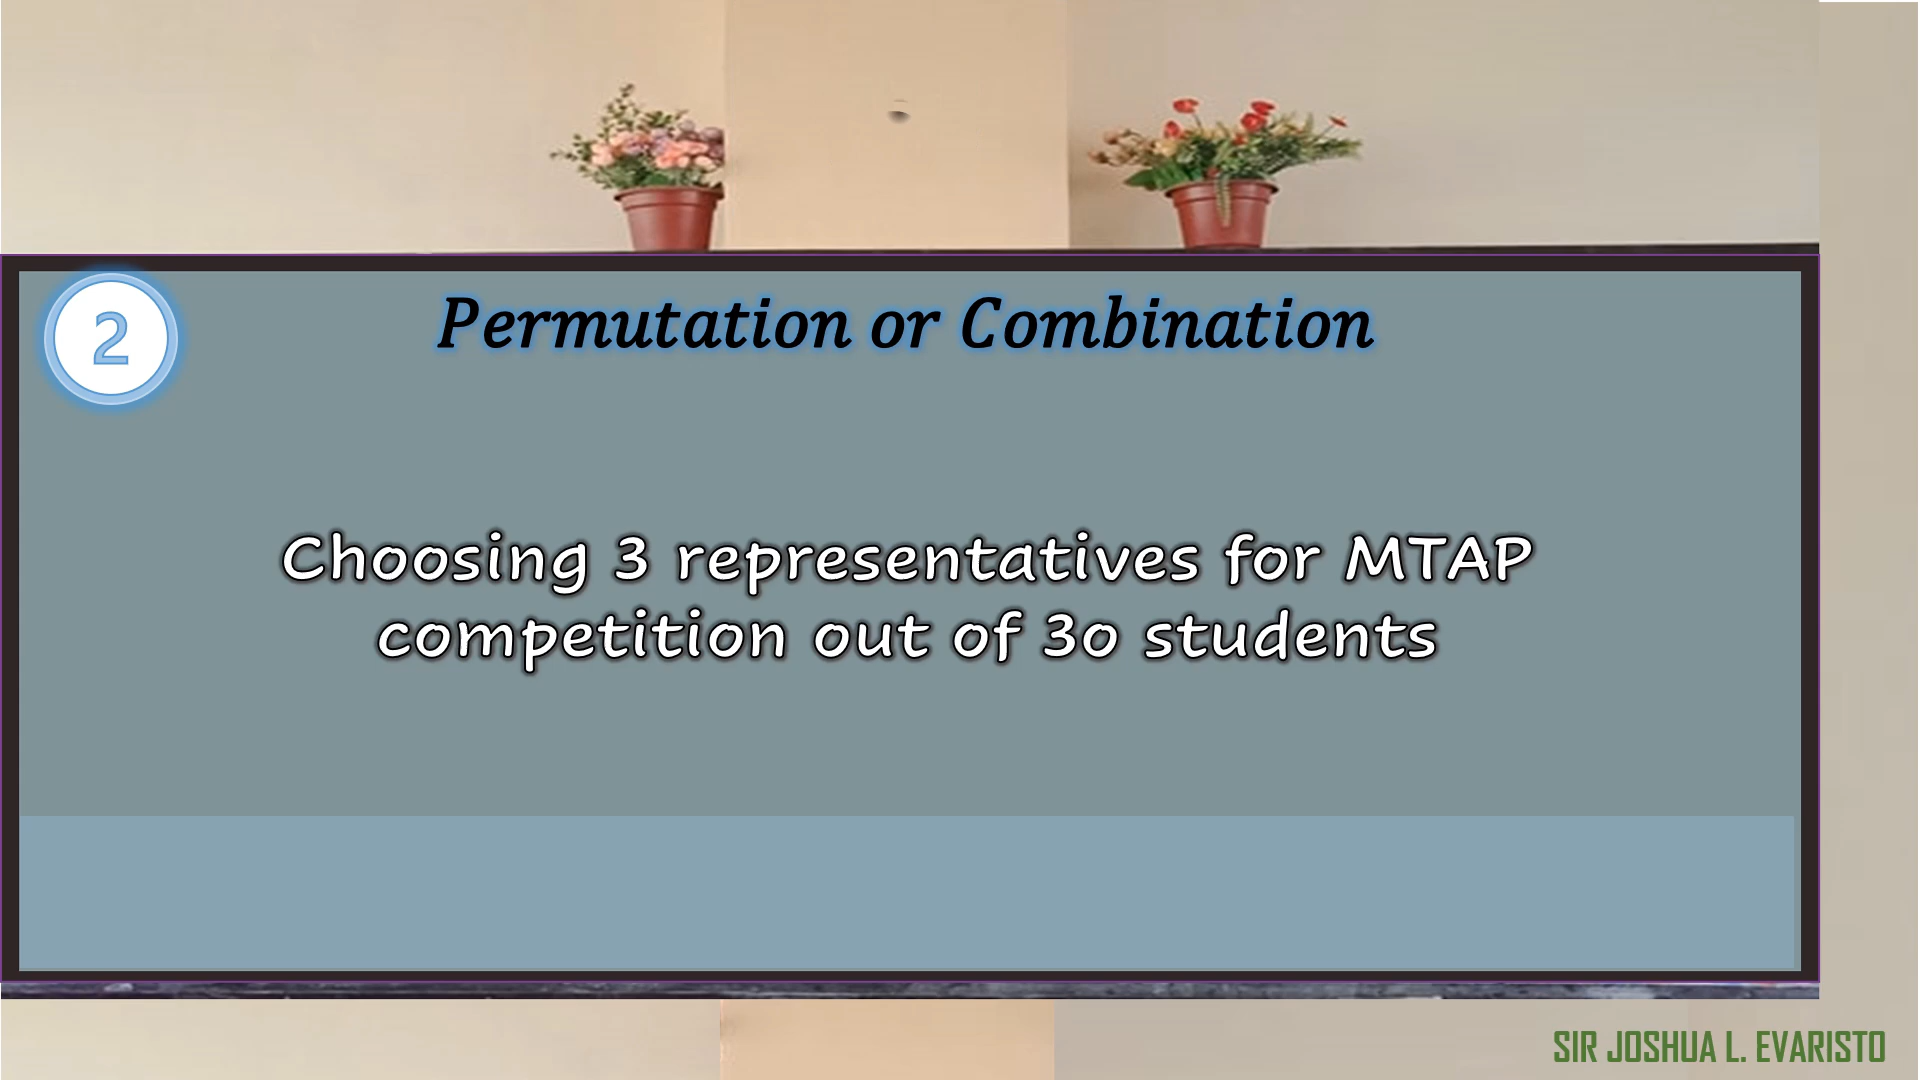 2
Permutation or Combination
Choosing 3 representatives for MTAP
competition out of 30 students
SIR JOSHUA L. EVARISTO